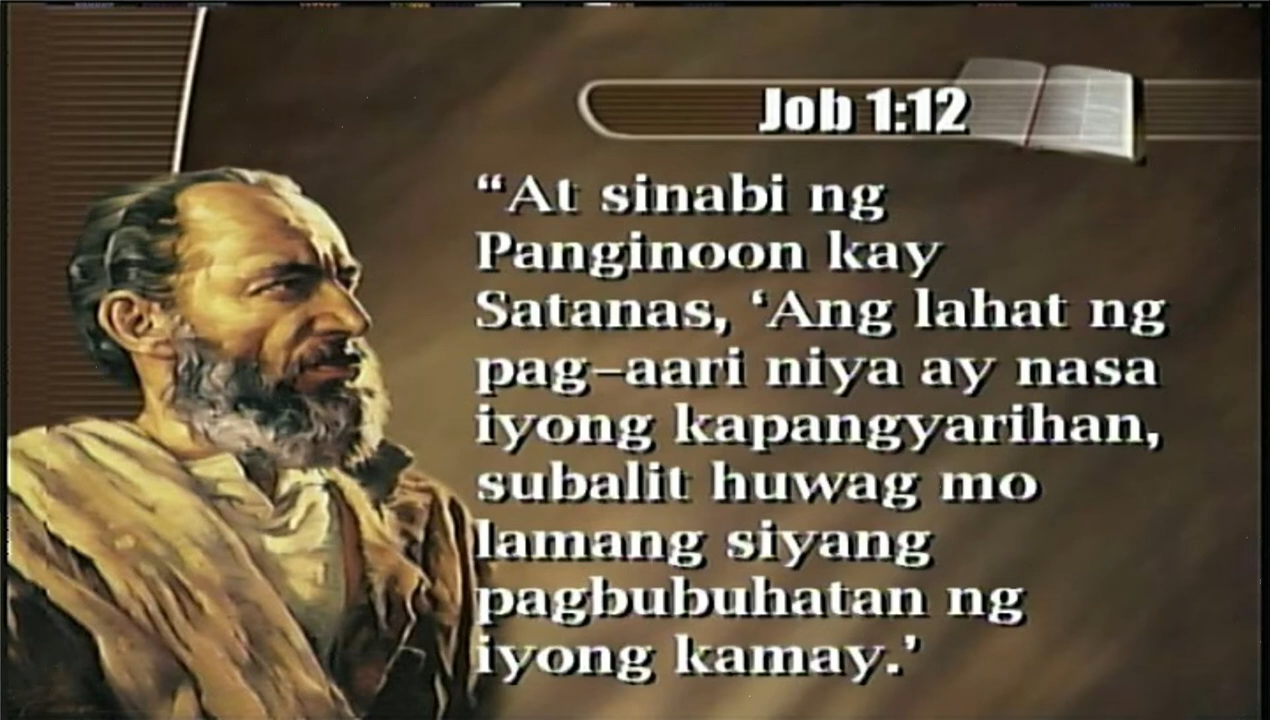 Job 1:12
“At sinabi ng
Panginoon kay
Satanas, ‘Ang lahat ng
pag-aari niya ay nasa
iyong kapangyarihan,
subalit huwag mo
lamang siyang
pagbubuhatan ng
iyong kamay.’